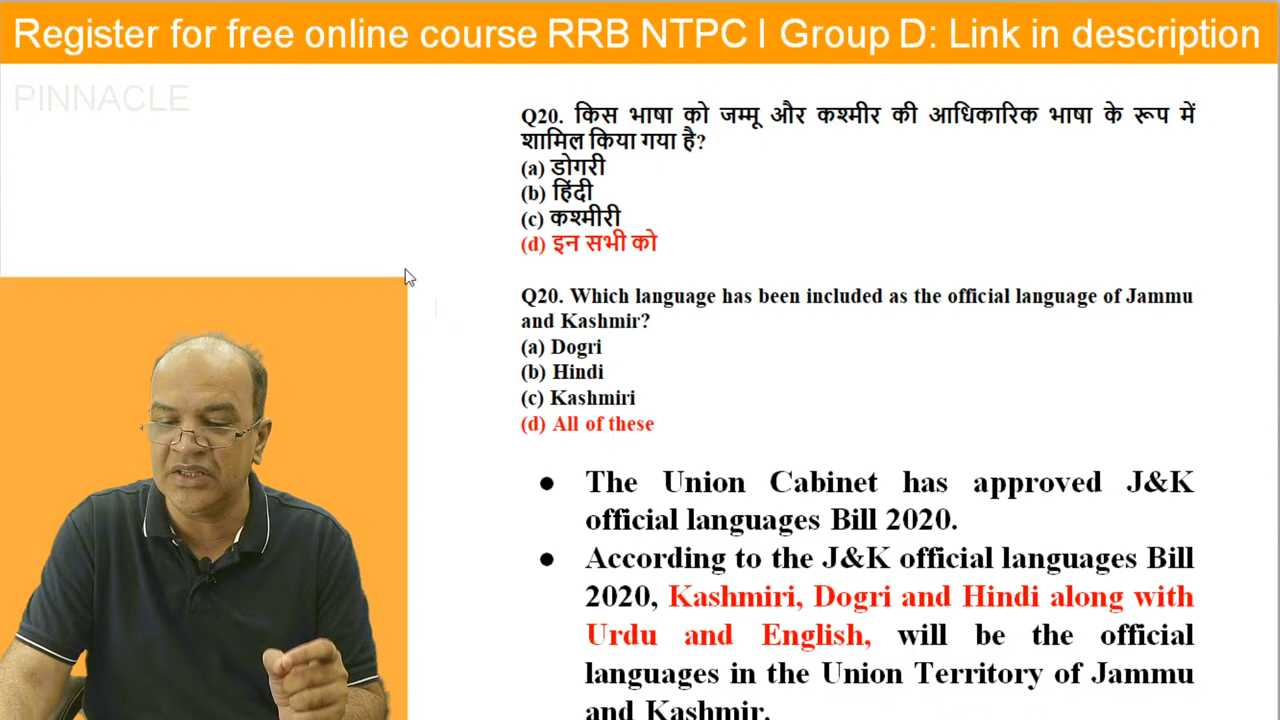 Register for free online course RRB NTPC I Group D: Link in description
PINNACLE
Q20. किस भाषा को जम्मू और कश्मीर की आधिकारिक भाषा के रूप में
शामिल किया गया है?
(a) डोगरी
(b) हिंदी
(c) कश्मीरी
(d) इन सभी को
Q20. Which language has been included as the official language of Jammu
and Kashmir?
(a) Dogri
(b) Hindi
(c) Kashmiri
(d) All of these
● The Union Cabinet has approved J&K
official languages Bill 2020.
● According to the J&K official languages Bill
2020, Kashmiri, Dogri and Hindi along with
Urdu and English, will be the official
languages in the Union Territory of Jammu
and Kashmir.